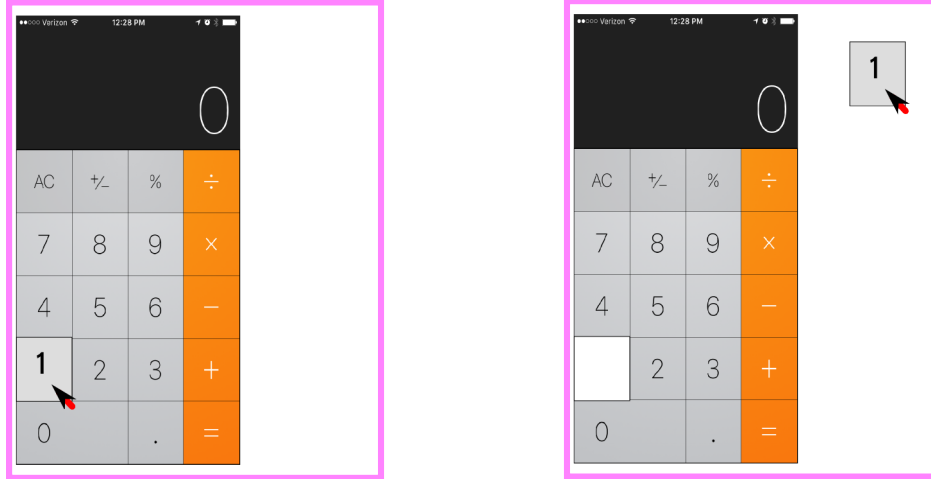 Verizon 12:28 PM
0
AC +/_ % ÷
7 8 9 ×
4 5 6 −
1 2 3 +
0 . =
Verizon 12:28 PM
0
1
AC +/_ % ÷
7 8 9 ×
4 5 6 −
2 3 +
0 . =